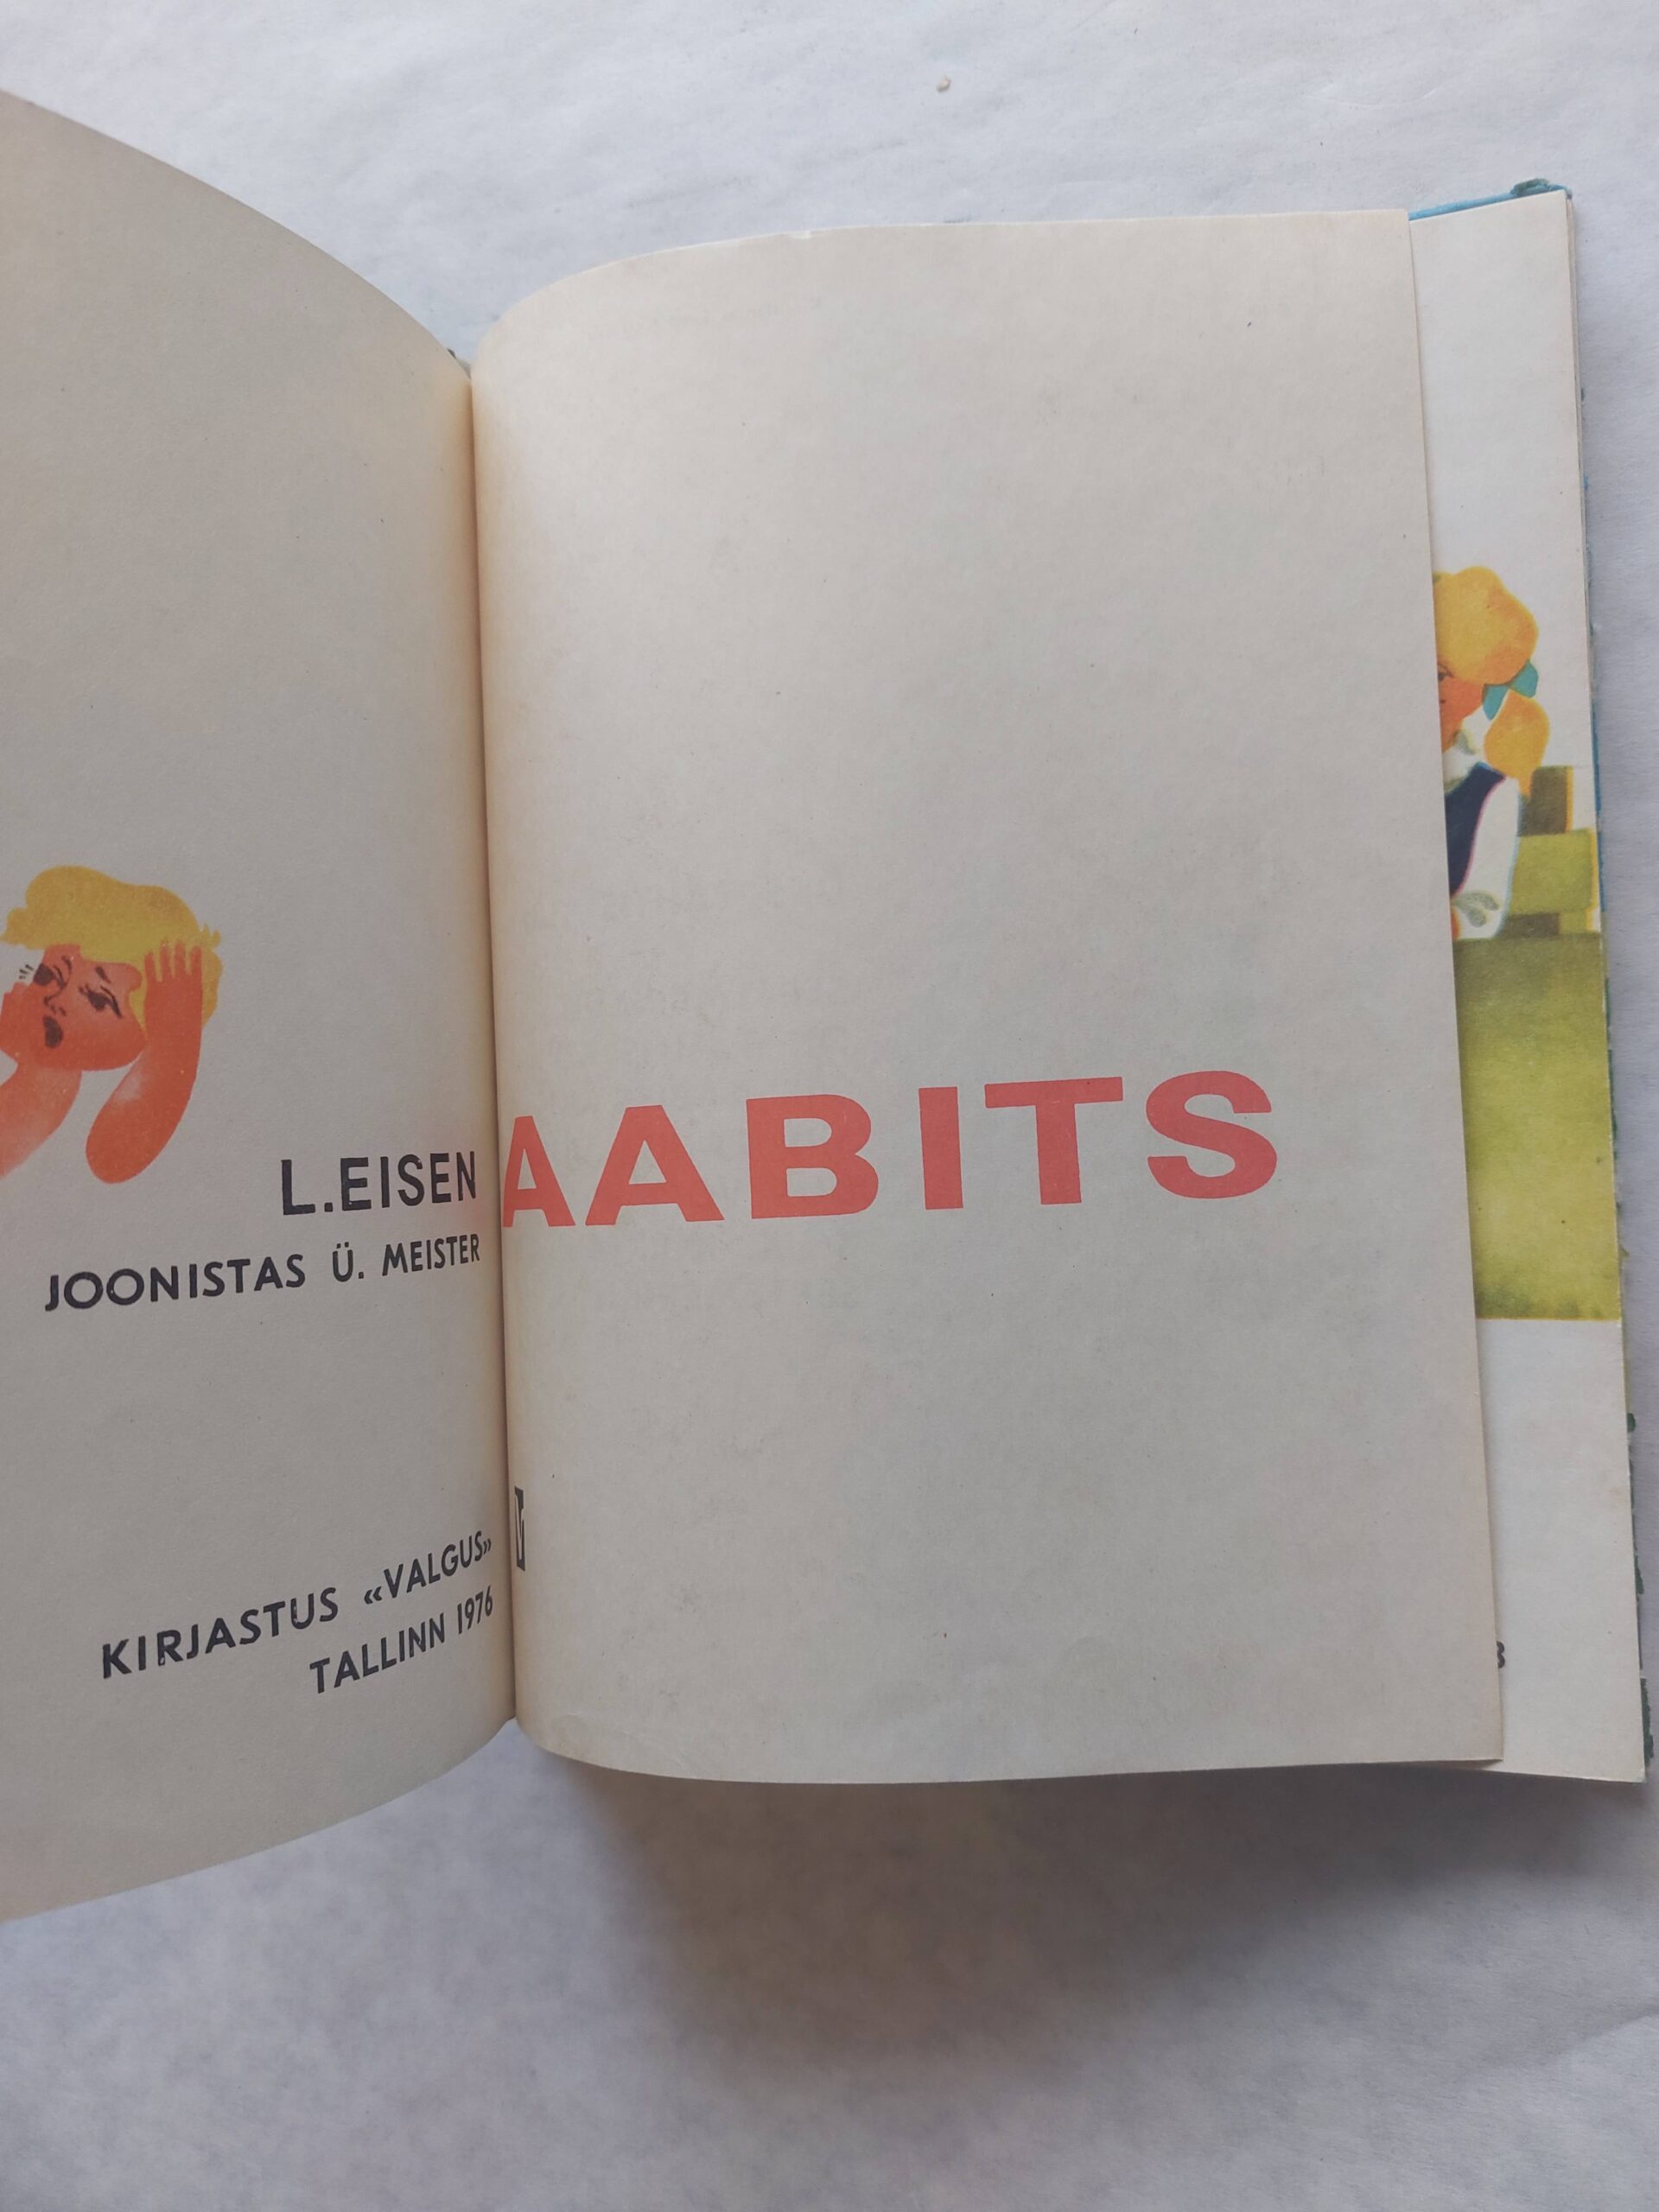 L.EISEN
JOONISTAS Ü. MEISTER
KIRJASTUS «VALGUS»
TALLINN 1976
AABITS